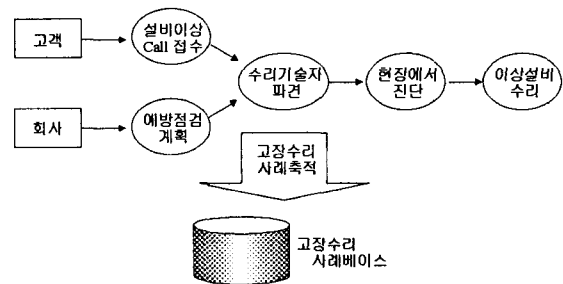 고객
설비이상
Call 접수
수리기술자
파견
현장에서
진단
이상설비
수리
회사
예방점검
계획
고장수리
사례축적
고장수리
사례베이스